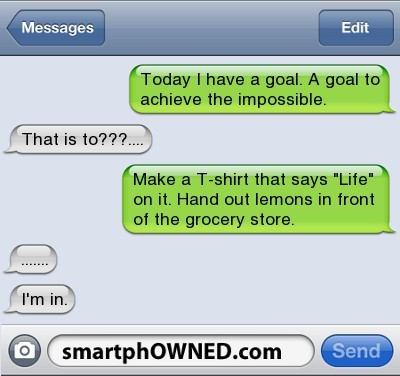 Messages
Edit
Today I have a goal. A goal to
achieve the impossible.
That is to???....
Make a T-shirt that says "Life"
on it. Hand out lemons in front
of the grocery store.
.......
I'm in.
smartphOWNED.com
Send